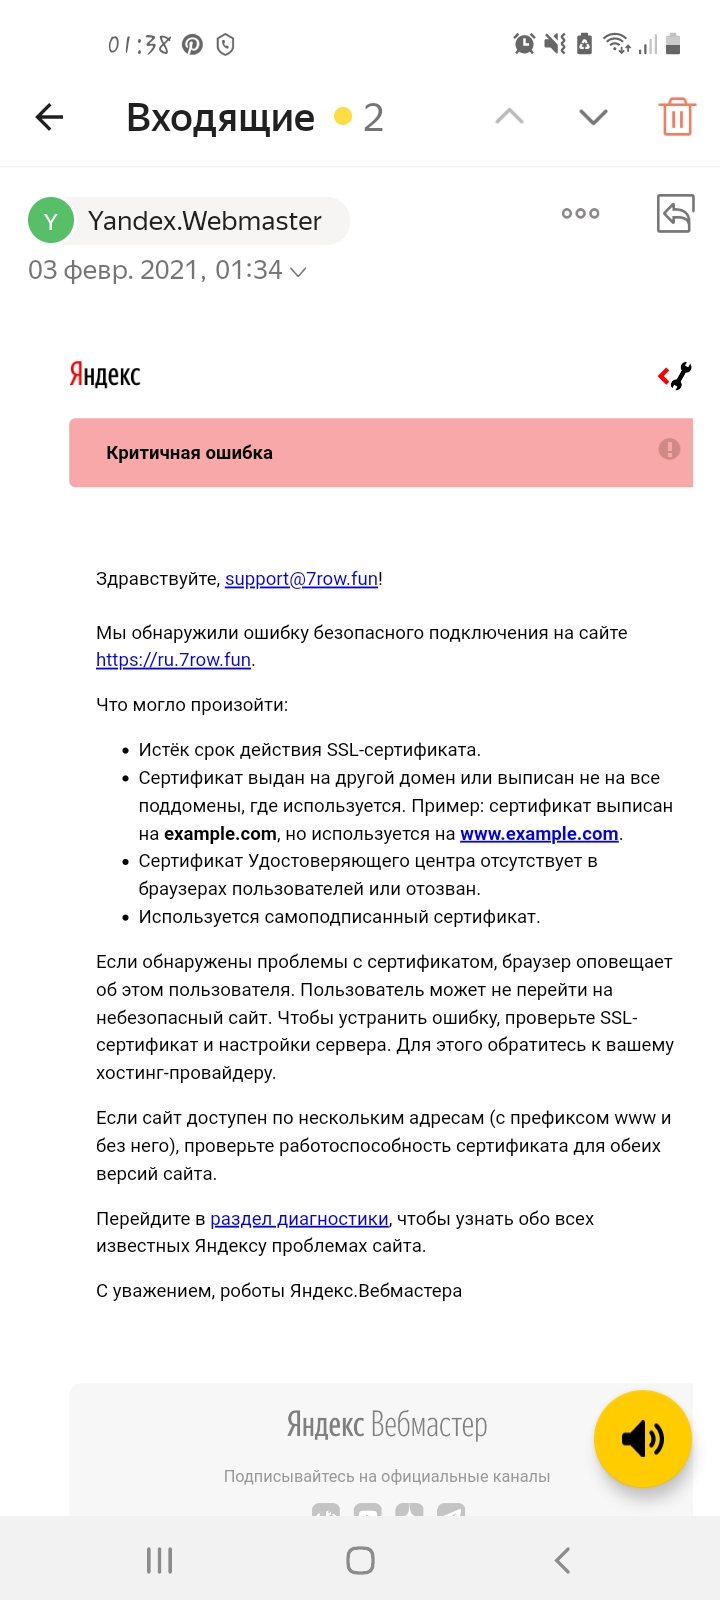 01:38
Входящие 2
Y Yandex.Webmaster
03 февр. 2021, 01:34
Яндекс
Критичная ошибка
Здравствуйте, support@7row.fun!
Мы обнаружили ошибку безопасного подключения на сайте
https://ru.7row.fun.
Что могло произойти:
• Истёк срок действия SSL-сертификата.
• Сертификат выдан на другой домен или выписан не на все
поддомены, где используется. Пример: сертификат выписан
на example.com, но используется на www.example.com.
• Сертификат Удостоверяющего центра отсутствует в
браузерах пользователей или отозван.
• Используется самоподписанный сертификат.
Если обнаружены проблемы с сертификатом, браузер оповещает
об этом пользователя. Пользователь может не перейти на
небезопасный сайт. Чтобы устранить ошибку, проверьте SSL-
сертификат и настройки сервера. Для этого обратитесь к вашему
хостинг-провайдеру.
Если сайт доступен по нескольким адресам (с префиксом www и
без него), проверьте работоспособность сертификата для обеих
версий сайта.
Перейдите в раздел диагностики, чтобы узнать обо всех
известных Яндексу проблемах сайта.
С уважением, роботы Яндекс.Вебмастера
Яндекс Вебмастер
Подписывайтесь на официальные каналы